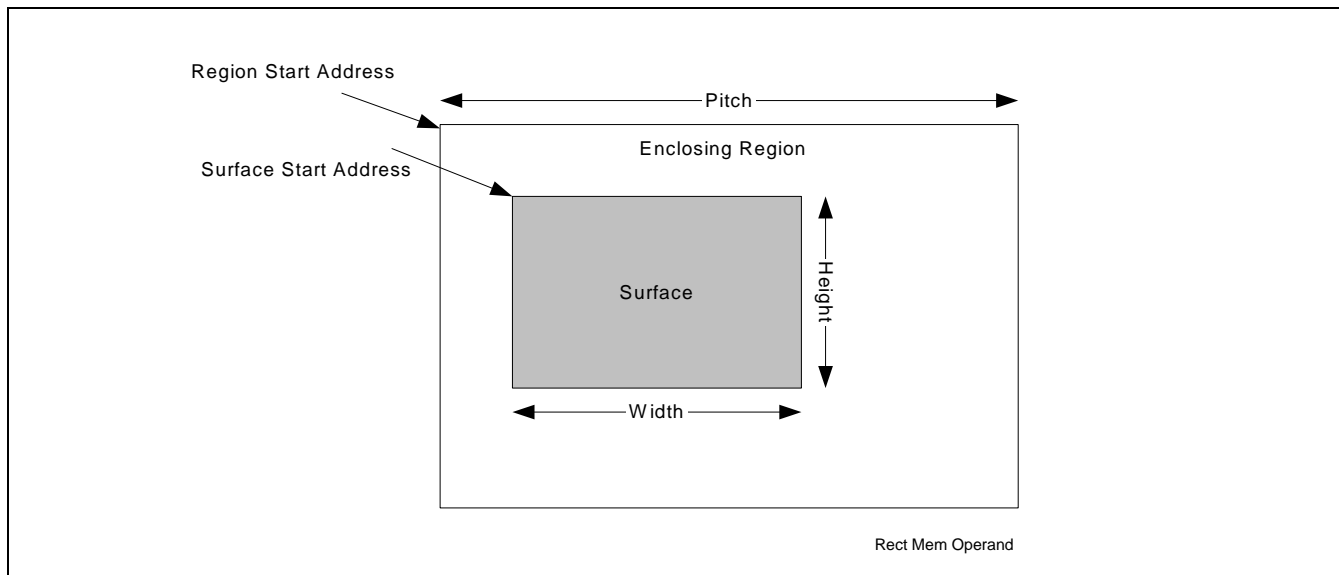 Region Start Address
Pitch
Enclosing Region
Surface Start Address
Surface
Height
Width
Rect Mem Operand